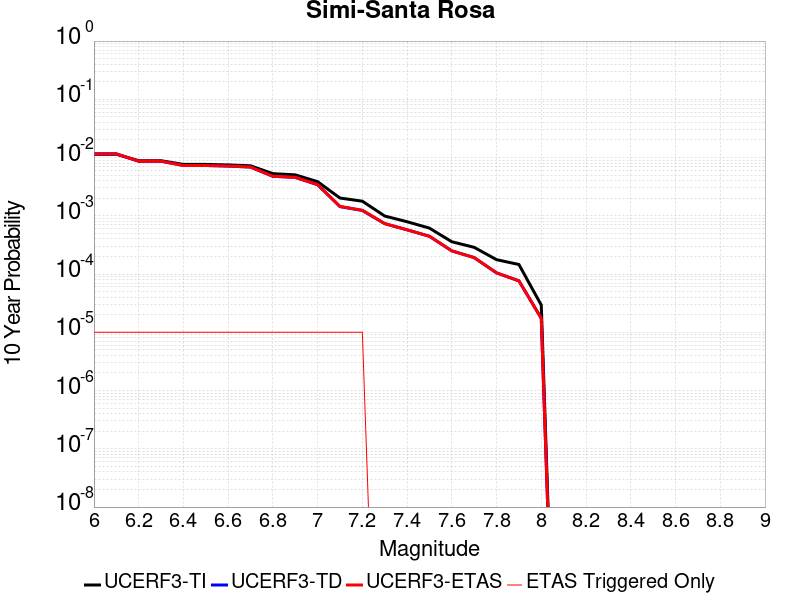 Simi-Santa Rosa
10 Year Probability
10^0
10^-1
10^-2
10^-3
10^-4
10^-5
10^-6
10^-7
10^-8
6 6.2 6.4 6.6 6.8 7 7.2 7.4 7.6 7.8 8 8.2 8.4 8.6 8.8 9
Magnitude
UCERF3-TI UCERF3-TD UCERF3-ETAS ETAS Triggered Only